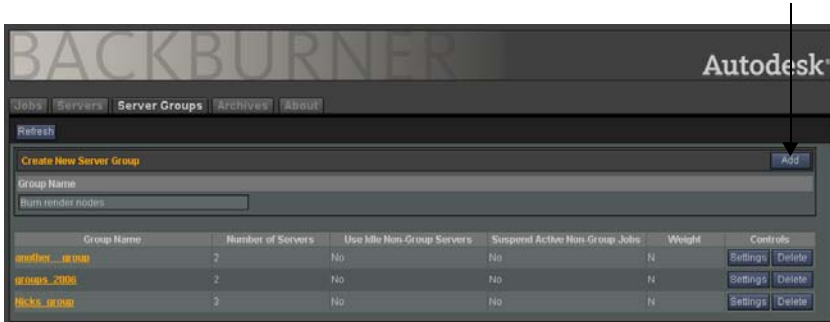 BACKBURNER
Autodesk
Jobs Servers Server Groups Archives About
Refresh
Create New Server Group Add
Group Name
Burn render nodes
Group Name Number of Servers Use Idle Non-Group Servers Suspend Active Non-Group Jobs Weight Controls
another__group 2 No No N Settings Delete
groups_2006 2 No No N Settings Delete
Nicks_group 3 No No N Settings Delete